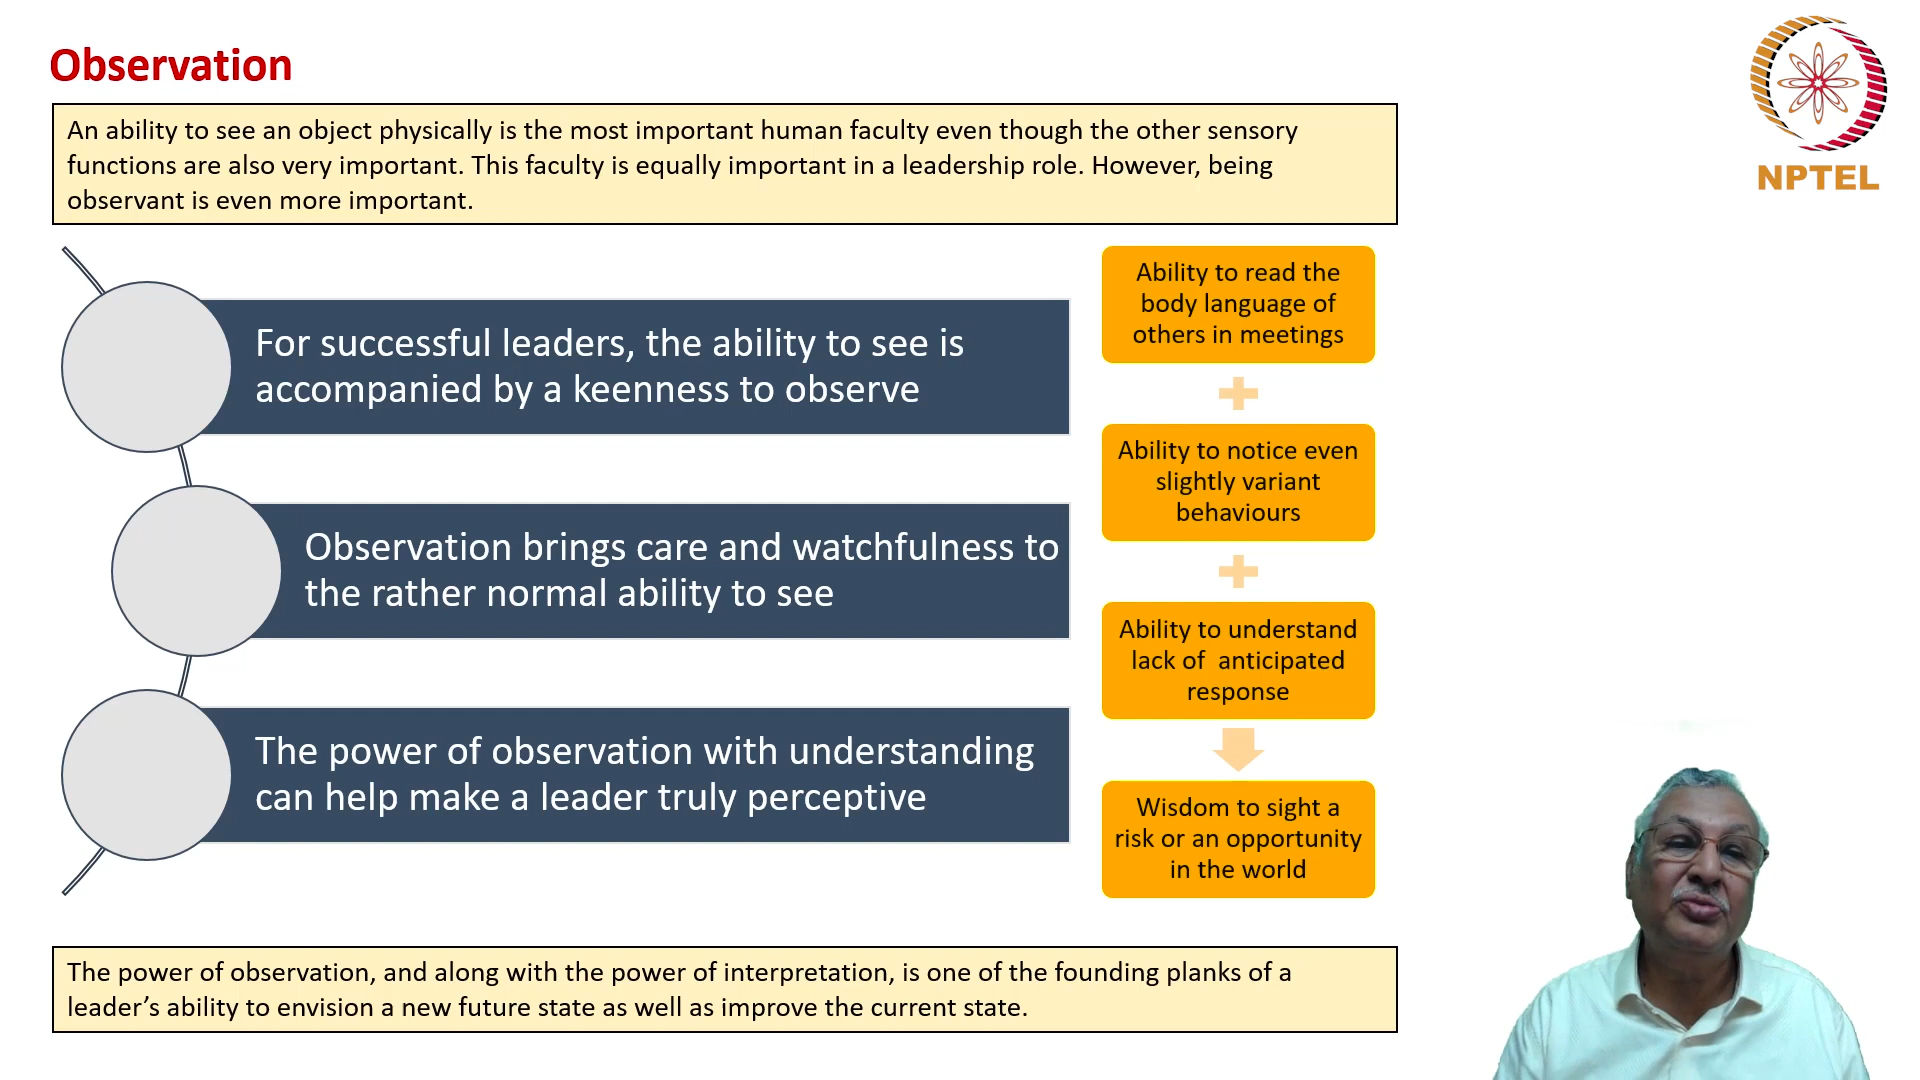 Observation
An ability to see an object physically is the most important human faculty even though the other sensory
functions are also very important. This faculty is equally important in a leadership role. However, being
observant is even more important.
NPTEL
For successful leaders, the ability to see is
accompanied by a keenness to observe
Observation brings care and watchfulness to
the rather normal ability to see
The power of observation with understanding
can help make a leader truly perceptive
Ability to read the
body language of
others in meetings
Ability to notice even
slightly variant
behaviours
Ability to understand
lack of  anticipated
response
Wisdom to sight a
risk or an opportunity
in the world
The power of observation, and along with the power of interpretation, is one of the founding planks of a
leader’s ability to envision a new future state as well as improve the current state.